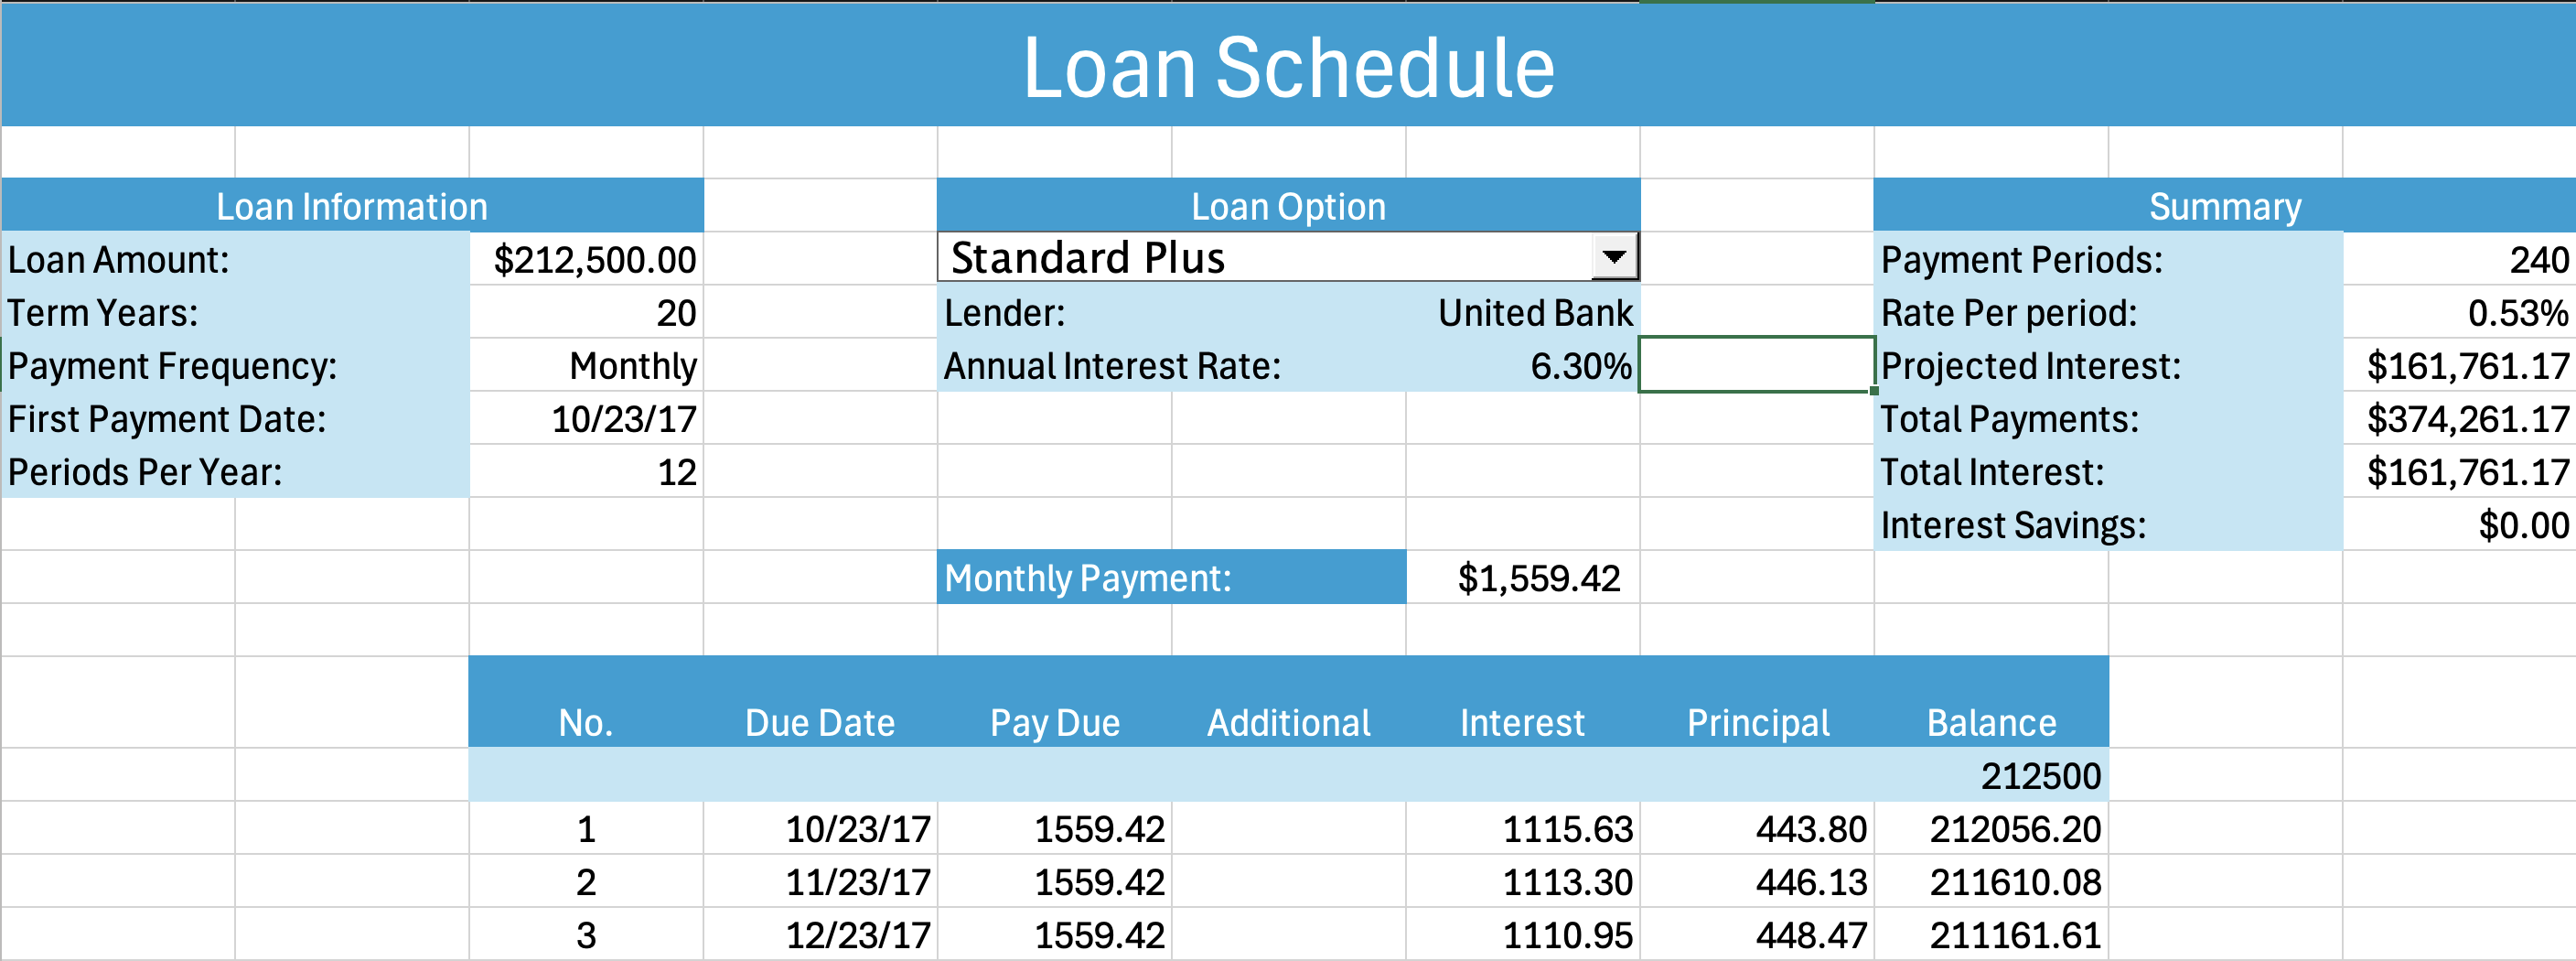 Loan Schedule
Loan Information
Loan Amount: $212,500.00
Term Years: 20
Payment Frequency: Monthly
First Payment Date: 10/23/17
Periods Per Year: 12
Loan Option
Standard Plus
Lender: United Bank
Annual Interest Rate: 6.30%
Monthly Payment: $1,559.42
Summary
Payment Periods: 240
Rate Per period: 0.53%
Projected Interest: $161,761.17
Total Payments: $374,261.17
Total Interest: $161,761.17
Interest Savings: $0.00
No. Due Date Pay Due Additional Interest Principal Balance
212500
1 10/23/17 1559.42 1115.63 443.80 212056.20
2 11/23/17 1559.42 1113.30 446.13 211610.08
3 12/23/17 1559.42 1110.95 448.47 211161.61